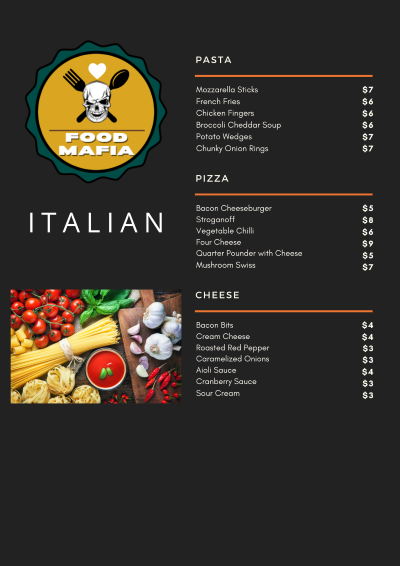 FOOD
MAFIA
ITALIAN
PASTA
Mozzarella Sticks $7
French Fries $6
Chicken Fingers $6
Broccoli Cheddar Soup $6
Potato Wedges $7
Chunky Onion Rings $7
PIZZA
Bacon Cheeseburger $5
Stroganoff $8
Vegetable Chilli $6
Four Cheese $9
Quarter Pounder with Cheese $5
Mushroom Swiss $7
CHEESE
Bacon Bits $4
Cream Cheese $4
Roasted Red Pepper $3
Caramelized Onions $3
Aioli Sauce $4
Cranberry Sauce $3
Sour Cream $3